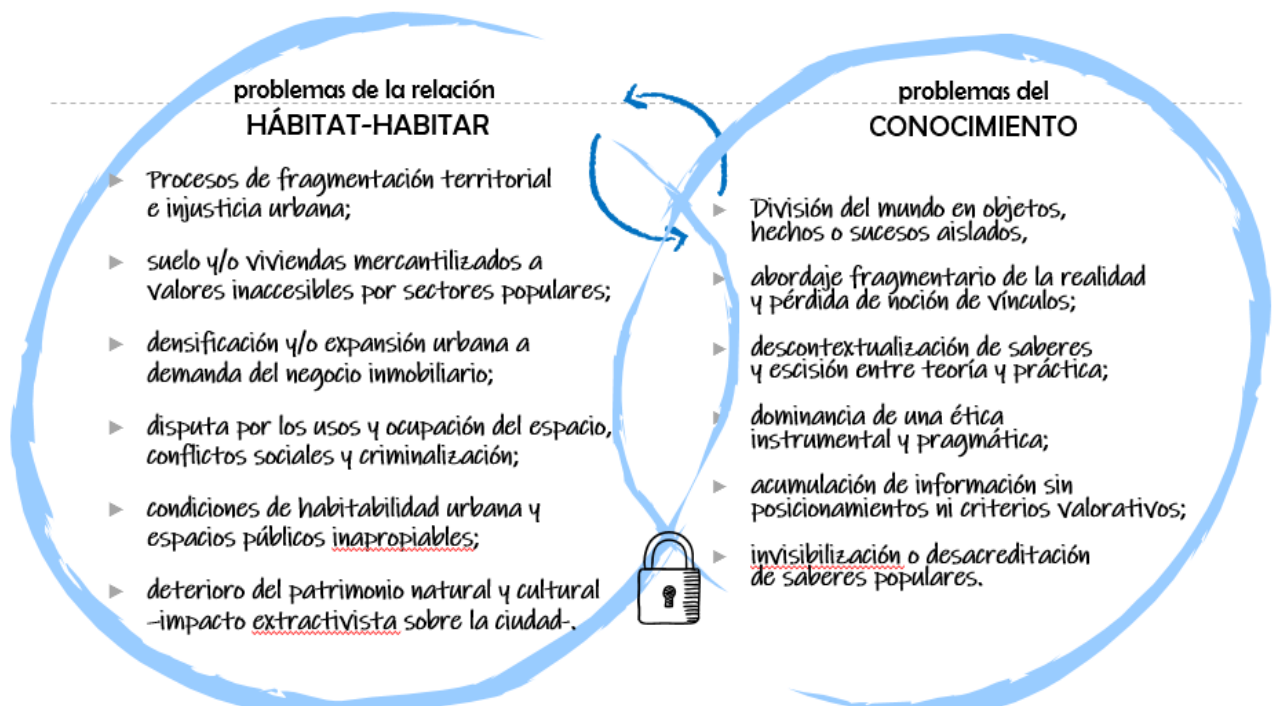 problemas de la relación
HÁBITAT-HABITAR
Procesos de fragmentación territorial
e injusticia urbana;
suelo y/o viviendas mercantilizados a
valores inaccesibles por sectores populares;
densificación y/o expansión urbana a
demanda del negocio inmobiliario;
disputa por los usos y ocupación del espacio,
conflictos sociales y criminalización;
condiciones de habitabilidad urbana y
espacios públicos inapropiables;
deterioro del patrimonio natural y cultural
–impacto extractivista sobre la ciudad-.
problemas del
CONOCIMIENTO
División del mundo en objetos,
hechos o sucesos aislados,
abordaje fragmentario de la realidad
y pérdida de noción de vínculos;
descontextualización de saberes
y escisión entre teoría y práctica;
dominancia de una ética
instrumental y pragmática;
acumulación de información sin
posicionamientos ni criterios valorativos;
invisibilización o desacreditación
de saberes populares.